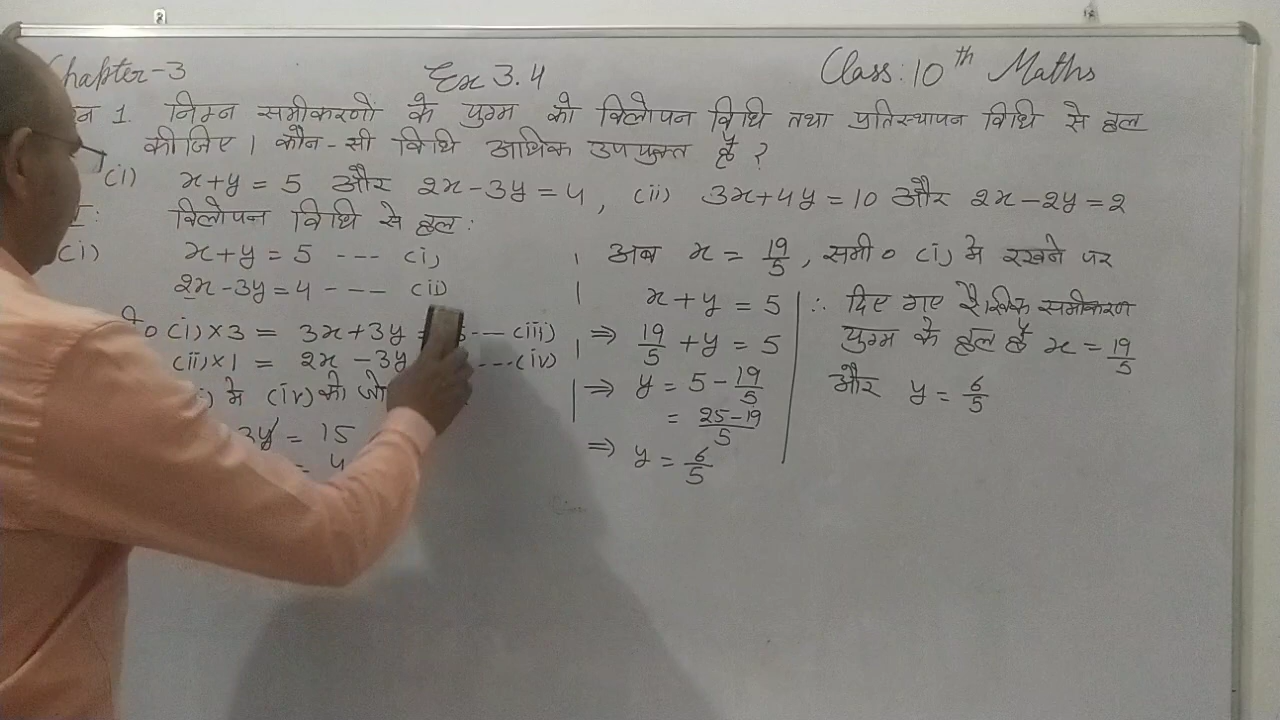 Chapter-3 Ex 3.4 Class: 10th Maths
1. निम्न समीकरणों के युग्म को विलोपन विधि तथा प्रतिस्थापन विधि से हल
कीजिए। कौन-सी विधि अधिक उपयुक्त है?
(i) x+y=5 और 2x-3y=4, (ii) 3x+4y=10 और 2x-2y=2
I: विलोपन विधि से हल:
(i) x+y=5 --- (i)
2x-3y=4 --- (ii)
(i)×3 = 3x+3y = --- (iii)
(ii)×1 = 2x-3y ---(iv)
में (iv) को
3y = 15
= 4
अब x = 19/5, समी० (i) में रखने पर
x+y=5
⇒ 19/5 + y = 5
⇒ y = 5 - 19/5
= 25-19/5
⇒ y = 6/5
∴ दिए गए रैखिक समीकरण
युग्म के हल हैं x = 19/5
और y = 6/5